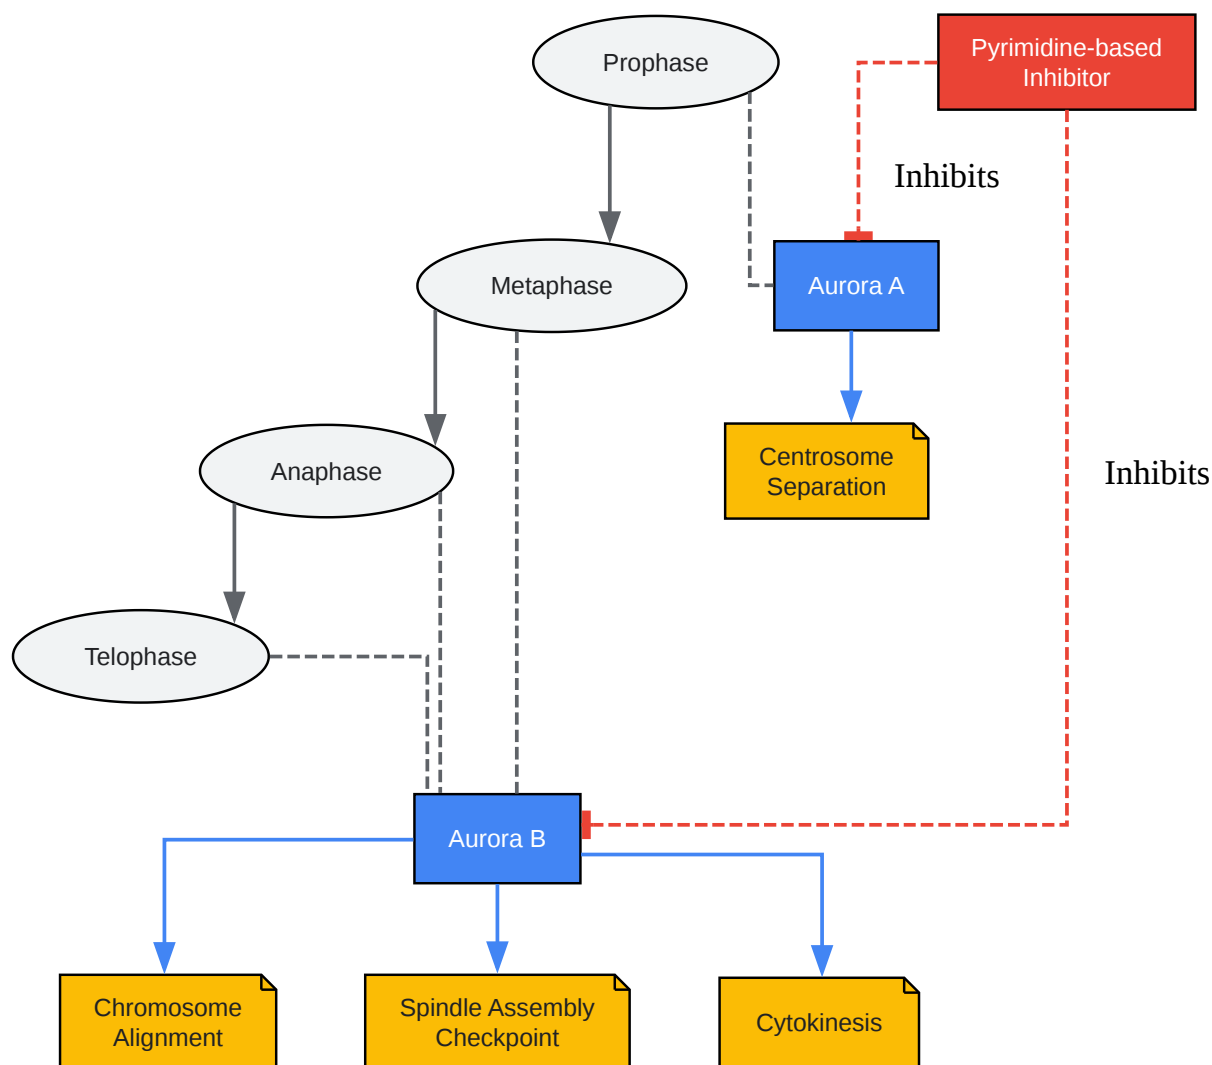 Prophase
Pyrimidine-based
Inhibitor
Inhibits
Metaphase
Aurora A
Anaphase
Centrosome
Separation
Inhibits
Telophase
Aurora B
Chromosome
Alignment
Spindle Assembly
Checkpoint
Cytokinesis